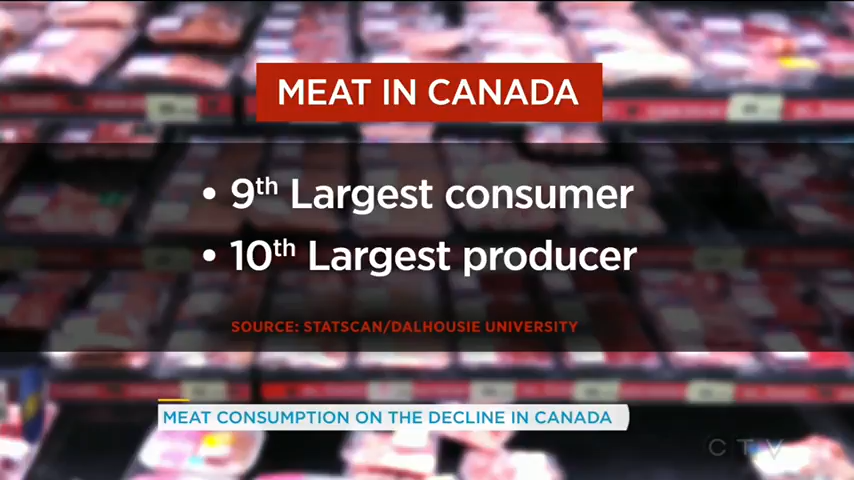 MEAT IN CANADA
• 9th Largest consumer
• 10th Largest producer
SOURCE: STATSCAN/DALHOUSIE UNIVERSITY
MEAT CONSUMPTION ON THE DECLINE IN CANADA
CTV